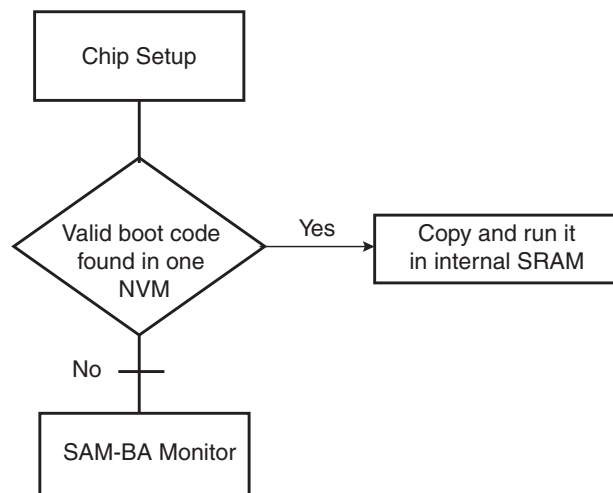 Chip Setup
Valid boot code
found in one
NVM
Yes
Copy and run it
in internal SRAM
No
SAM-BA Monitor